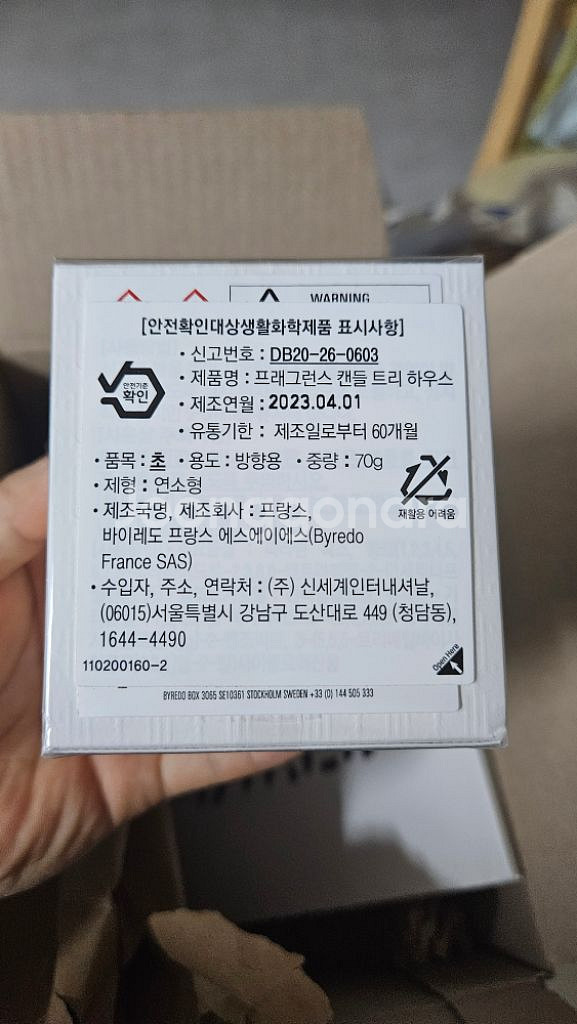 WARNING
[안전확인대상생활화학제품 표시사항]
• 신고번호 : DB20-26-0603
안전기준
확인
• 제품명 : 프래그런스 캔들 트리 하우스
• 제조연월 : 2023.04.01
• 유통기한 : 제조일로부터 60개월
• 품목 : 초 • 용도 : 방향용 • 중량 : 70g
• 제형 : 연소형
재활용 어려움
• 제조국명, 제조회사 : 프랑스,
바이레도 프랑스 에스에이에스(Byredo
France SAS)
• 수입자, 주소, 연락처 : (주) 신세계인터내셔날,
(06015)서울특별시 강남구 도산대로 449 (청담동),
1644-4490
110200160-2
Open Here
BYREDO BOX 3065 SE10361 STOCKHOLM SWEDEN +33 (0) 144 505 333
joongonara